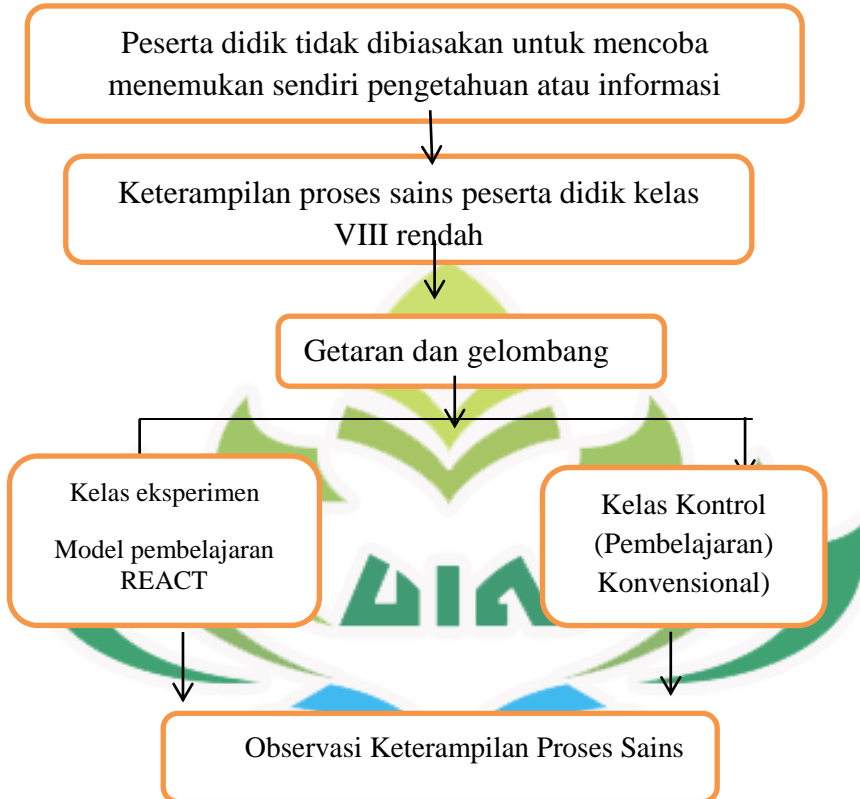 Peserta didik tidak dibiasakan untuk mencoba
menemukan sendiri pengetahuan atau informasi
Keterampilan proses sains peserta didik kelas
VIII rendah
Getaran dan gelombang
Kelas eksperimen
Model pembelajaran
REACT
Kelas Kontrol
(Pembelajaran)
Konvensional)
UIN
Observasi Keterampilan Proses Sains